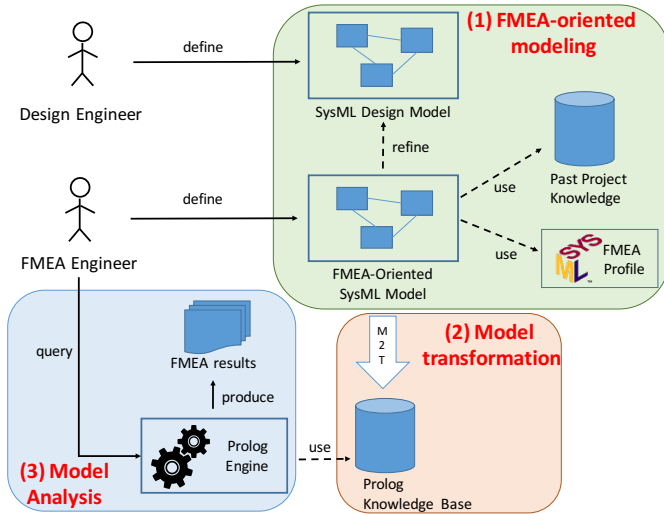 (1) FMEA-oriented
modeling
define
Design Engineer
SysML Design Model
refine
use
Past Project
Knowledge
define
FMEA Engineer
FMEA-Oriented
SysML Model
use
SYS
ML™
FMEA
Profile
query
FMEA results
produce
Prolog
Engine
(3) Model
Analysis
use
M
2
T
(2) Model
transformation
Prolog
Knowledge Base